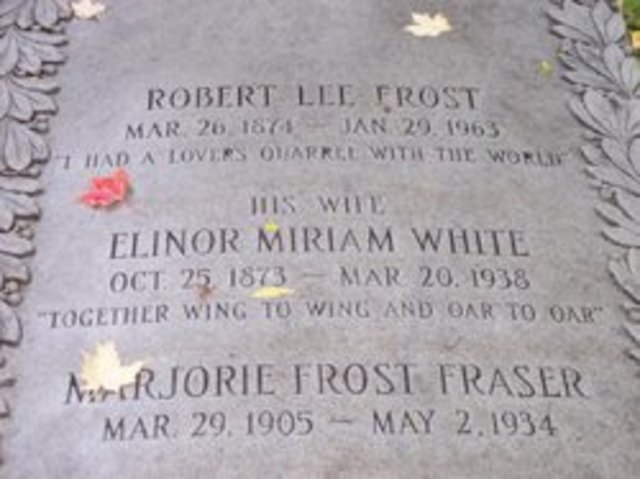 ROBERT LEE FROST
MAR. 26, 1874 — JAN. 29, 1963
"I HAD A LOVERS QUARREL WITH THE WORLD"
HIS WIFE
ELINOR MIRIAM WHITE
OCT. 25, 1873 — MAR. 20, 1938
"TOGETHER WING TO WING AND OAR TO OAR"
MARJORIE FROST FRASER
MAR. 29, 1905 — MAY 2, 1934